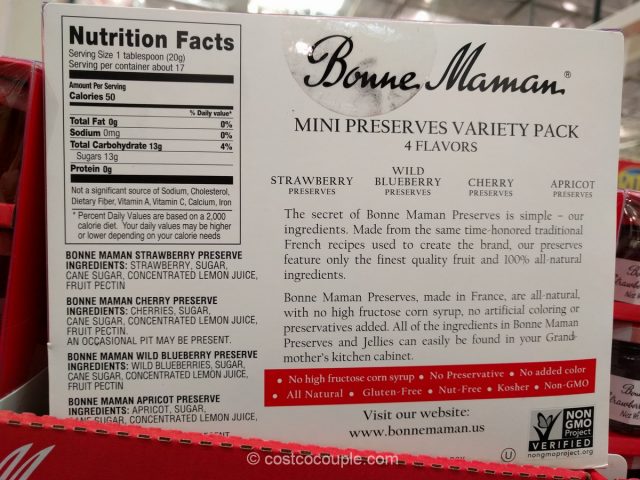 Nutrition Facts
Serving Size 1 tablespoon (20g)
Serving per container about 17
Amount Per Serving
Calories 50
% Daily value*
Total Fat 0g 0%
Sodium 0mg 0%
Total Carbohydrate 13g 4%
Sugars 13g
Protein 0g
Not a significant source of Sodium, Cholesterol,
Dietary Fiber, Vitamin A, Vitamin C, Calcium, Iron
* Percent Daily Values are based on a 2,000
calorie diet. Your daily values may be higher
or lower depending on your calorie needs
BONNE MAMAN STRAWBERRY PRESERVE
INGREDIENTS: STRAWBERRY, SUGAR,
CANE SUGAR, CONCENTRATED LEMON JUICE,
FRUIT PECTIN
BONNE MAMAN CHERRY PRESERVE
INGREDIENTS: CHERRIES, SUGAR,
CANE SUGAR, CONCENTRATED LEMON JUICE,
FRUIT PECTIN.
AN OCCASIONAL PIT MAY BE PRESENT.
BONNE MAMAN WILD BLUEBERRY PRESERVE
INGREDIENTS: WILD BLUEBERRIES, SUGAR,
CANE SUGAR, CONCENTRATED LEMON JUICE,
FRUIT PECTIN
BONNE MAMAN APRICOT PRESERVE
INGREDIENTS: APRICOT, SUGAR,
CANE SUGAR, CONCENTRATED LEMON JUICE,
Bonne Maman®
MINI PRESERVES VARIETY PACK
4 FLAVORS
STRAWBERRY
PRESERVES
WILD
BLUEBERRY
PRESERVES
CHERRY
PRESERVES
APRICOT
PRESERVES
The secret of Bonne Maman Preserves is simple - our
ingredients. Made from the same time-honored traditional
French recipes used to create the brand, our preserves
feature only the finest quality fruit and 100% all-natural
ingredients.
Bonne Maman Preserves, made in France, are all-natural,
with no high fructose corn syrup, no artificial coloring or
preservatives added. All of the ingredients in Bonne Maman
Preserves and Jellies can easily be found in your Grand-
mother's kitchen cabinet.
• No high fructose corn syrup • No Preservative • No added color
• All Natural • Gluten-Free • Nut-Free • Kosher • Non-GMO
Visit our website:
www.bonnemaman.us
U
NON
GMO
Project
VERIFIED
nongmoproject.org
© costcocouple.com